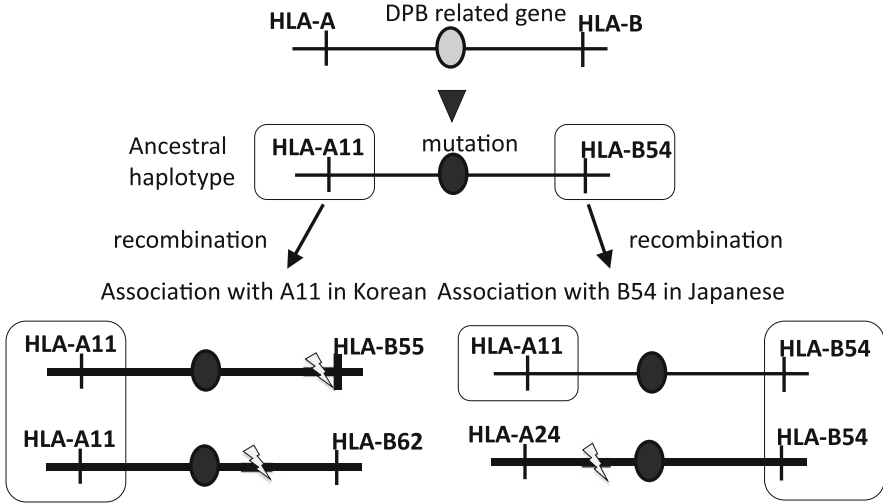 DPB related gene
HLA-A
HLA-B
Ancestral
haplotype
HLA-A11
mutation
HLA-B54
recombination
recombination
Association with A11 in Korean
Association with B54 in Japanese
HLA-A11
HLA-B55
HLA-A11
HLA-B62
HLA-A11
HLA-B54
HLA-A24
HLA-B54